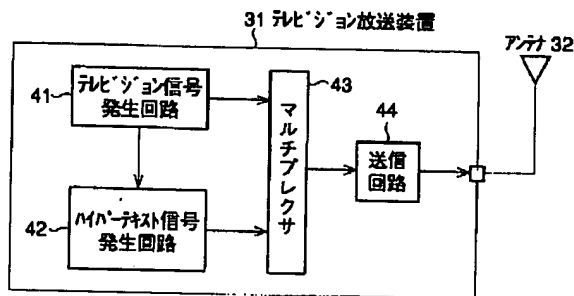 31 テレビジョン放送装置
アンテナ 32
41
テレビジョン信号
発生回路
43
マルチプレクサ
44
送信
回路
42
ハイパーテキスト信号
発生回路